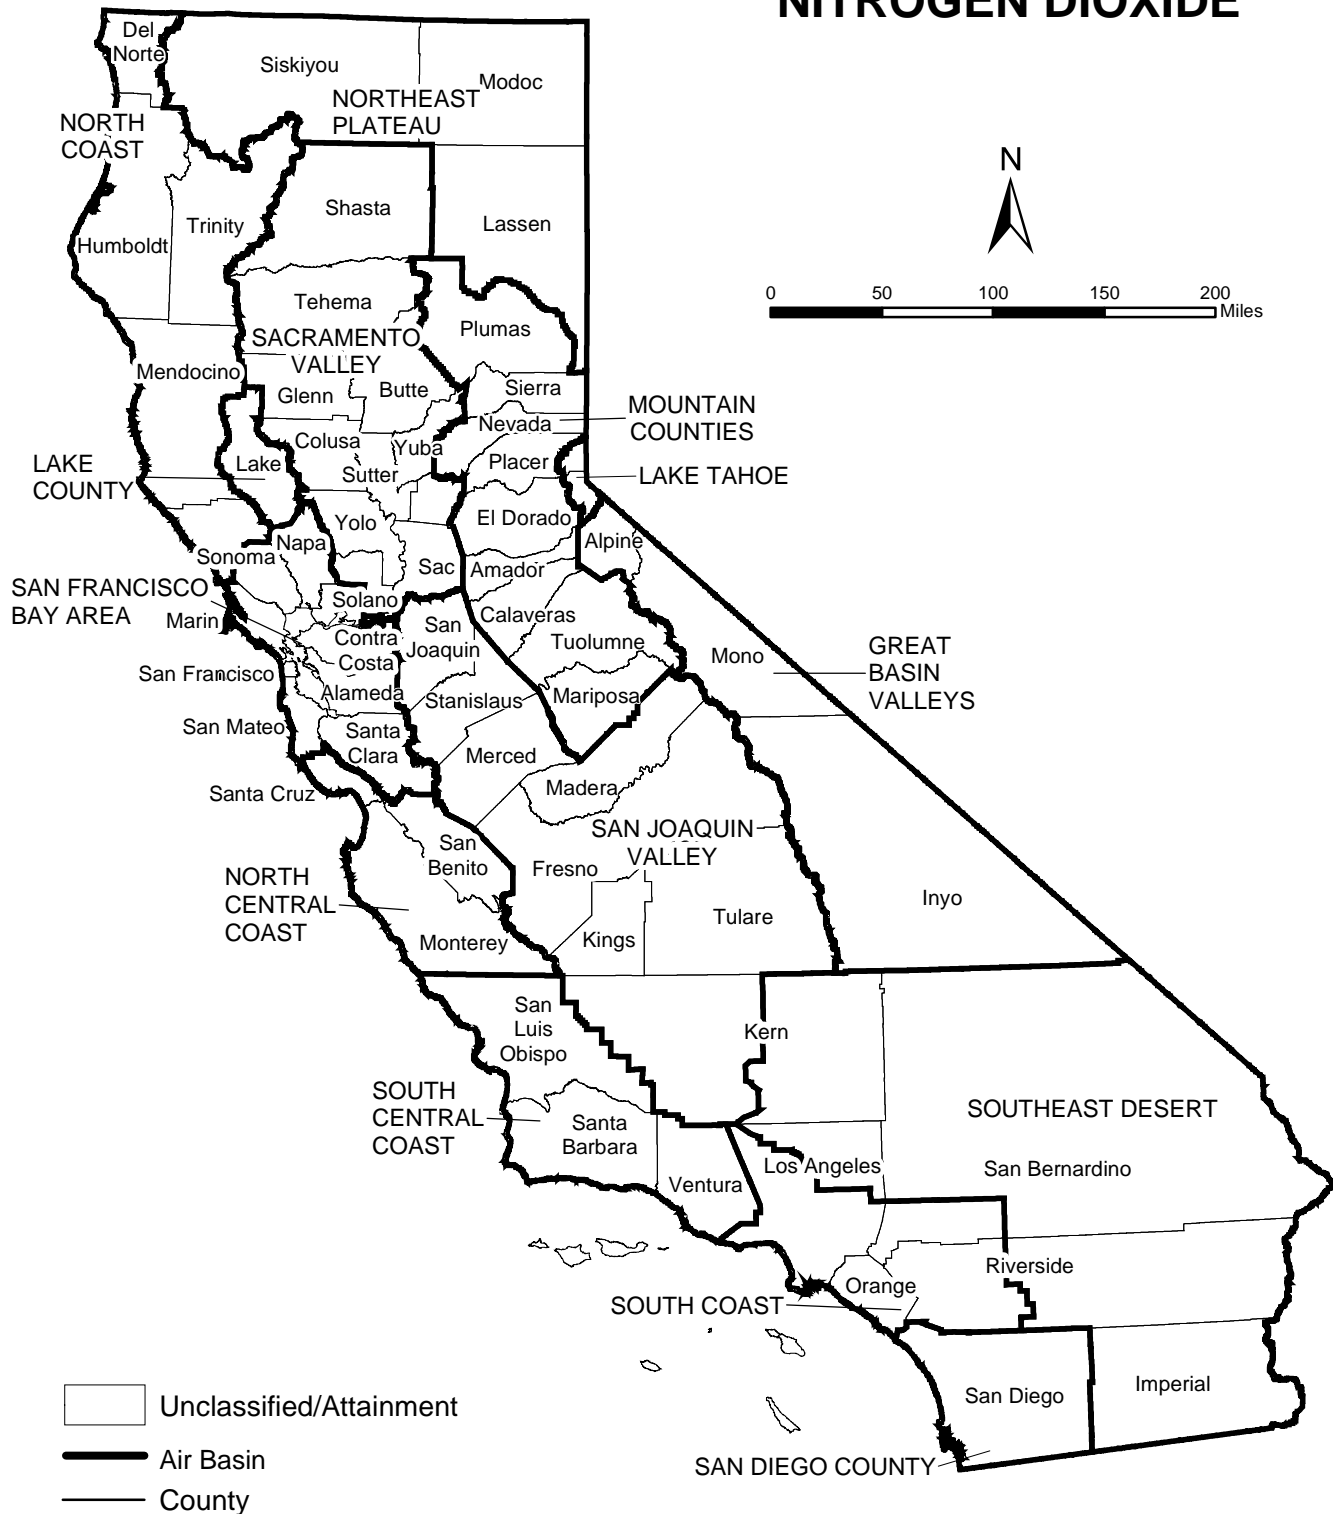 NITROGEN DIOXIDE
Del
Norte
Siskiyou
Modoc
NORTHEAST
PLATEAU
NORTH
COAST
N
Shasta
Trinity
Lassen
Humboldt
0 50 100 150 200
Miles
Tehema
Plumas
SACRAMENTO
VALLEY
Mendocino
Glenn
Butte
Sierra
MOUNTAIN
COUNTIES
Nevada
Colusa
Yuba
Placer
LAKE
COUNTY
Lake
Sutter
LAKE TAHOE
Yolo
El Dorado
Napa
Alpine
Sonoma
Sac
Amador
SAN FRANCISCO
BAY AREA
Solano
Marin
Calaveras
Contra
Costa
San
Joaquin
Tuolumne
Mono
GREAT
BASIN
VALLEYS
San Francisco
Alameda
Stanislaus
Mariposa
San Mateo
Santa
Clara
Merced
Santa Cruz
Madera
SAN JOAQUIN
VALLEY
San
Benito
Fresno
NORTH
CENTRAL
COAST
Inyo
Tulare
Monterey
Kings
San
Luis
Obispo
Kern
SOUTH
CENTRAL
COAST
SOUTHEAST DESERT
Santa
Barbara
Los Angeles
San Bernardino
Ventura
Riverside
Orange
SOUTH COAST
Imperial
San Diego
SAN DIEGO COUNTY
Unclassified/Attainment
Air Basin
County